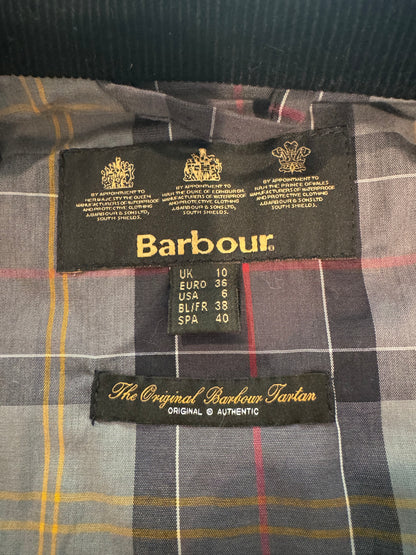 BY APPOINTMENT TO
HER MAJESTY THE QUEEN
MANUFACTURERS OF WATERPROOF
AND PROTECTIVE CLOTHING
J.BARBOUR & SONS LTD,
SOUTH SHIELDS.
BY APPOINTMENT TO
H.R.H. THE DUKE OF EDINBURGH
MANUFACTURERS OF WATERPROOF
AND PROTECTIVE CLOTHING
J.BARBOUR & SONS LTD,
SOUTH SHIELDS.
BY APPOINTMENT TO
H.R.H. THE PRINCE OF WALES
MANUFACTURERS OF WATERPROOF
AND PROTECTIVE CLOTHING
J.BARBOUR & SONS LTD,
SOUTH SHIELDS.
Barbour®
UK 10
EURO 36
USA 6
BL/FR 38
SPA 40
The Original Barbour Tartan
ORIGINAL @ AUTHENTIC